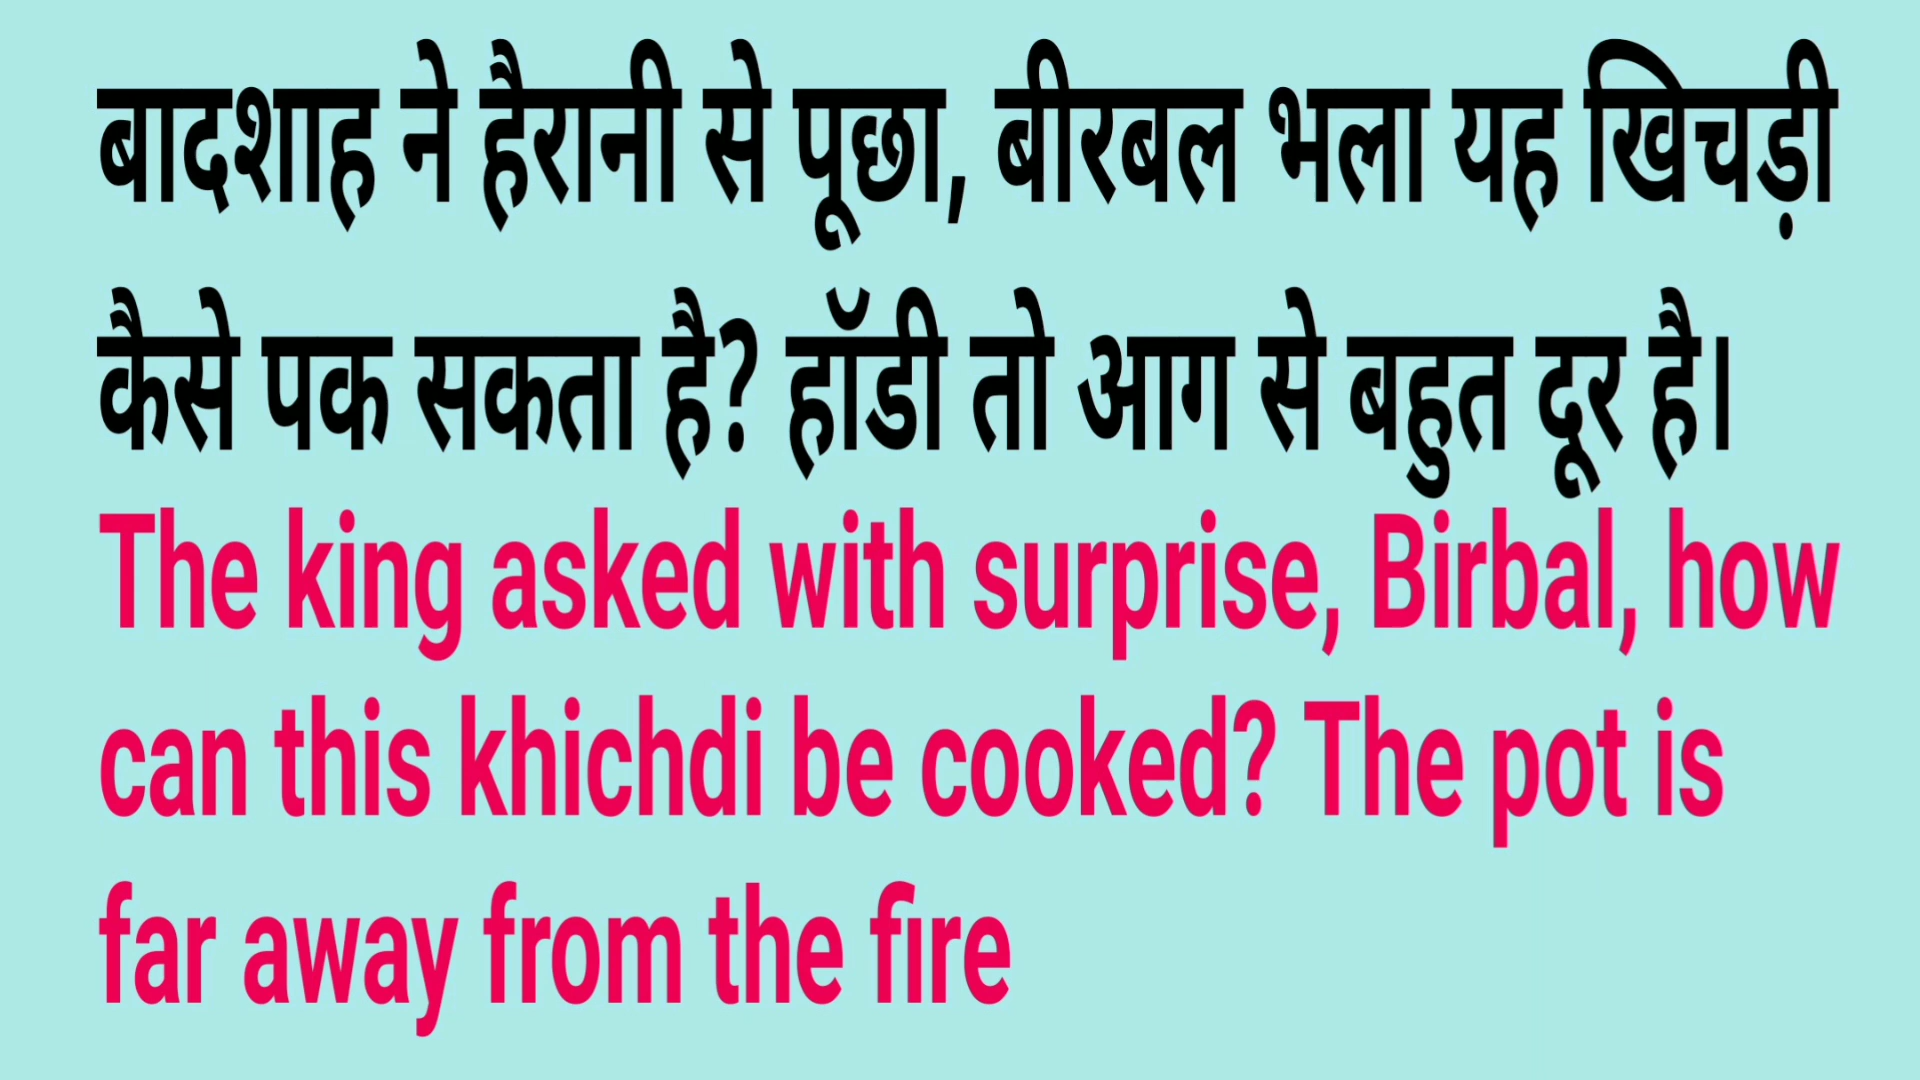 बादशाह ने हैरानी से पूछा, बीरबल भला यह खिचड़ी
कैसे पक सकता है? हॉडी तो आग से बहुत दूर है।
The king asked with surprise, Birbal, how
can this khichdi be cooked? The pot is
far away from the fire